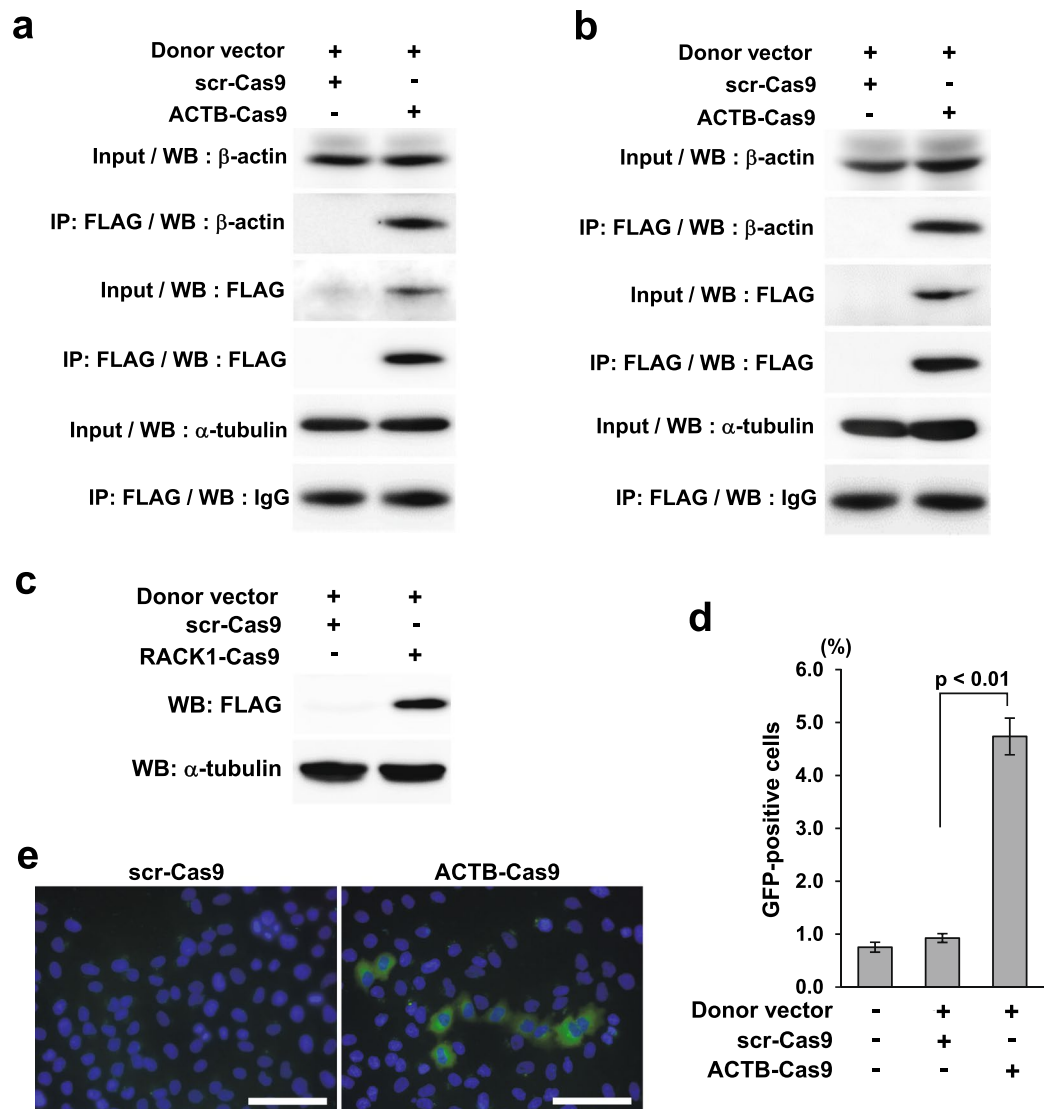 a
Donor vector + +
scr-Cas9 + -
ACTB-Cas9 - +
Input / WB : β-actin
IP: FLAG / WB : β-actin
Input / WB : FLAG
IP: FLAG / WB : FLAG
Input / WB : α-tubulin
IP: FLAG / WB : IgG
b
Donor vector + +
scr-Cas9 + -
ACTB-Cas9 - +
Input / WB : β-actin
IP: FLAG / WB : β-actin
Input / WB : FLAG
IP: FLAG / WB : FLAG
Input / WB : α-tubulin
IP: FLAG / WB : IgG
c
Donor vector + +
scr-Cas9 + -
RACK1-Cas9 - +
WB: FLAG
WB: α-tubulin
d
(%)
6.0
5.0
4.0
3.0
2.0
1.0
0.0
GFP-positive cells
p < 0.01
Donor vector - + +
scr-Cas9 - + -
ACTB-Cas9 - - +
e
scr-Cas9
ACTB-Cas9